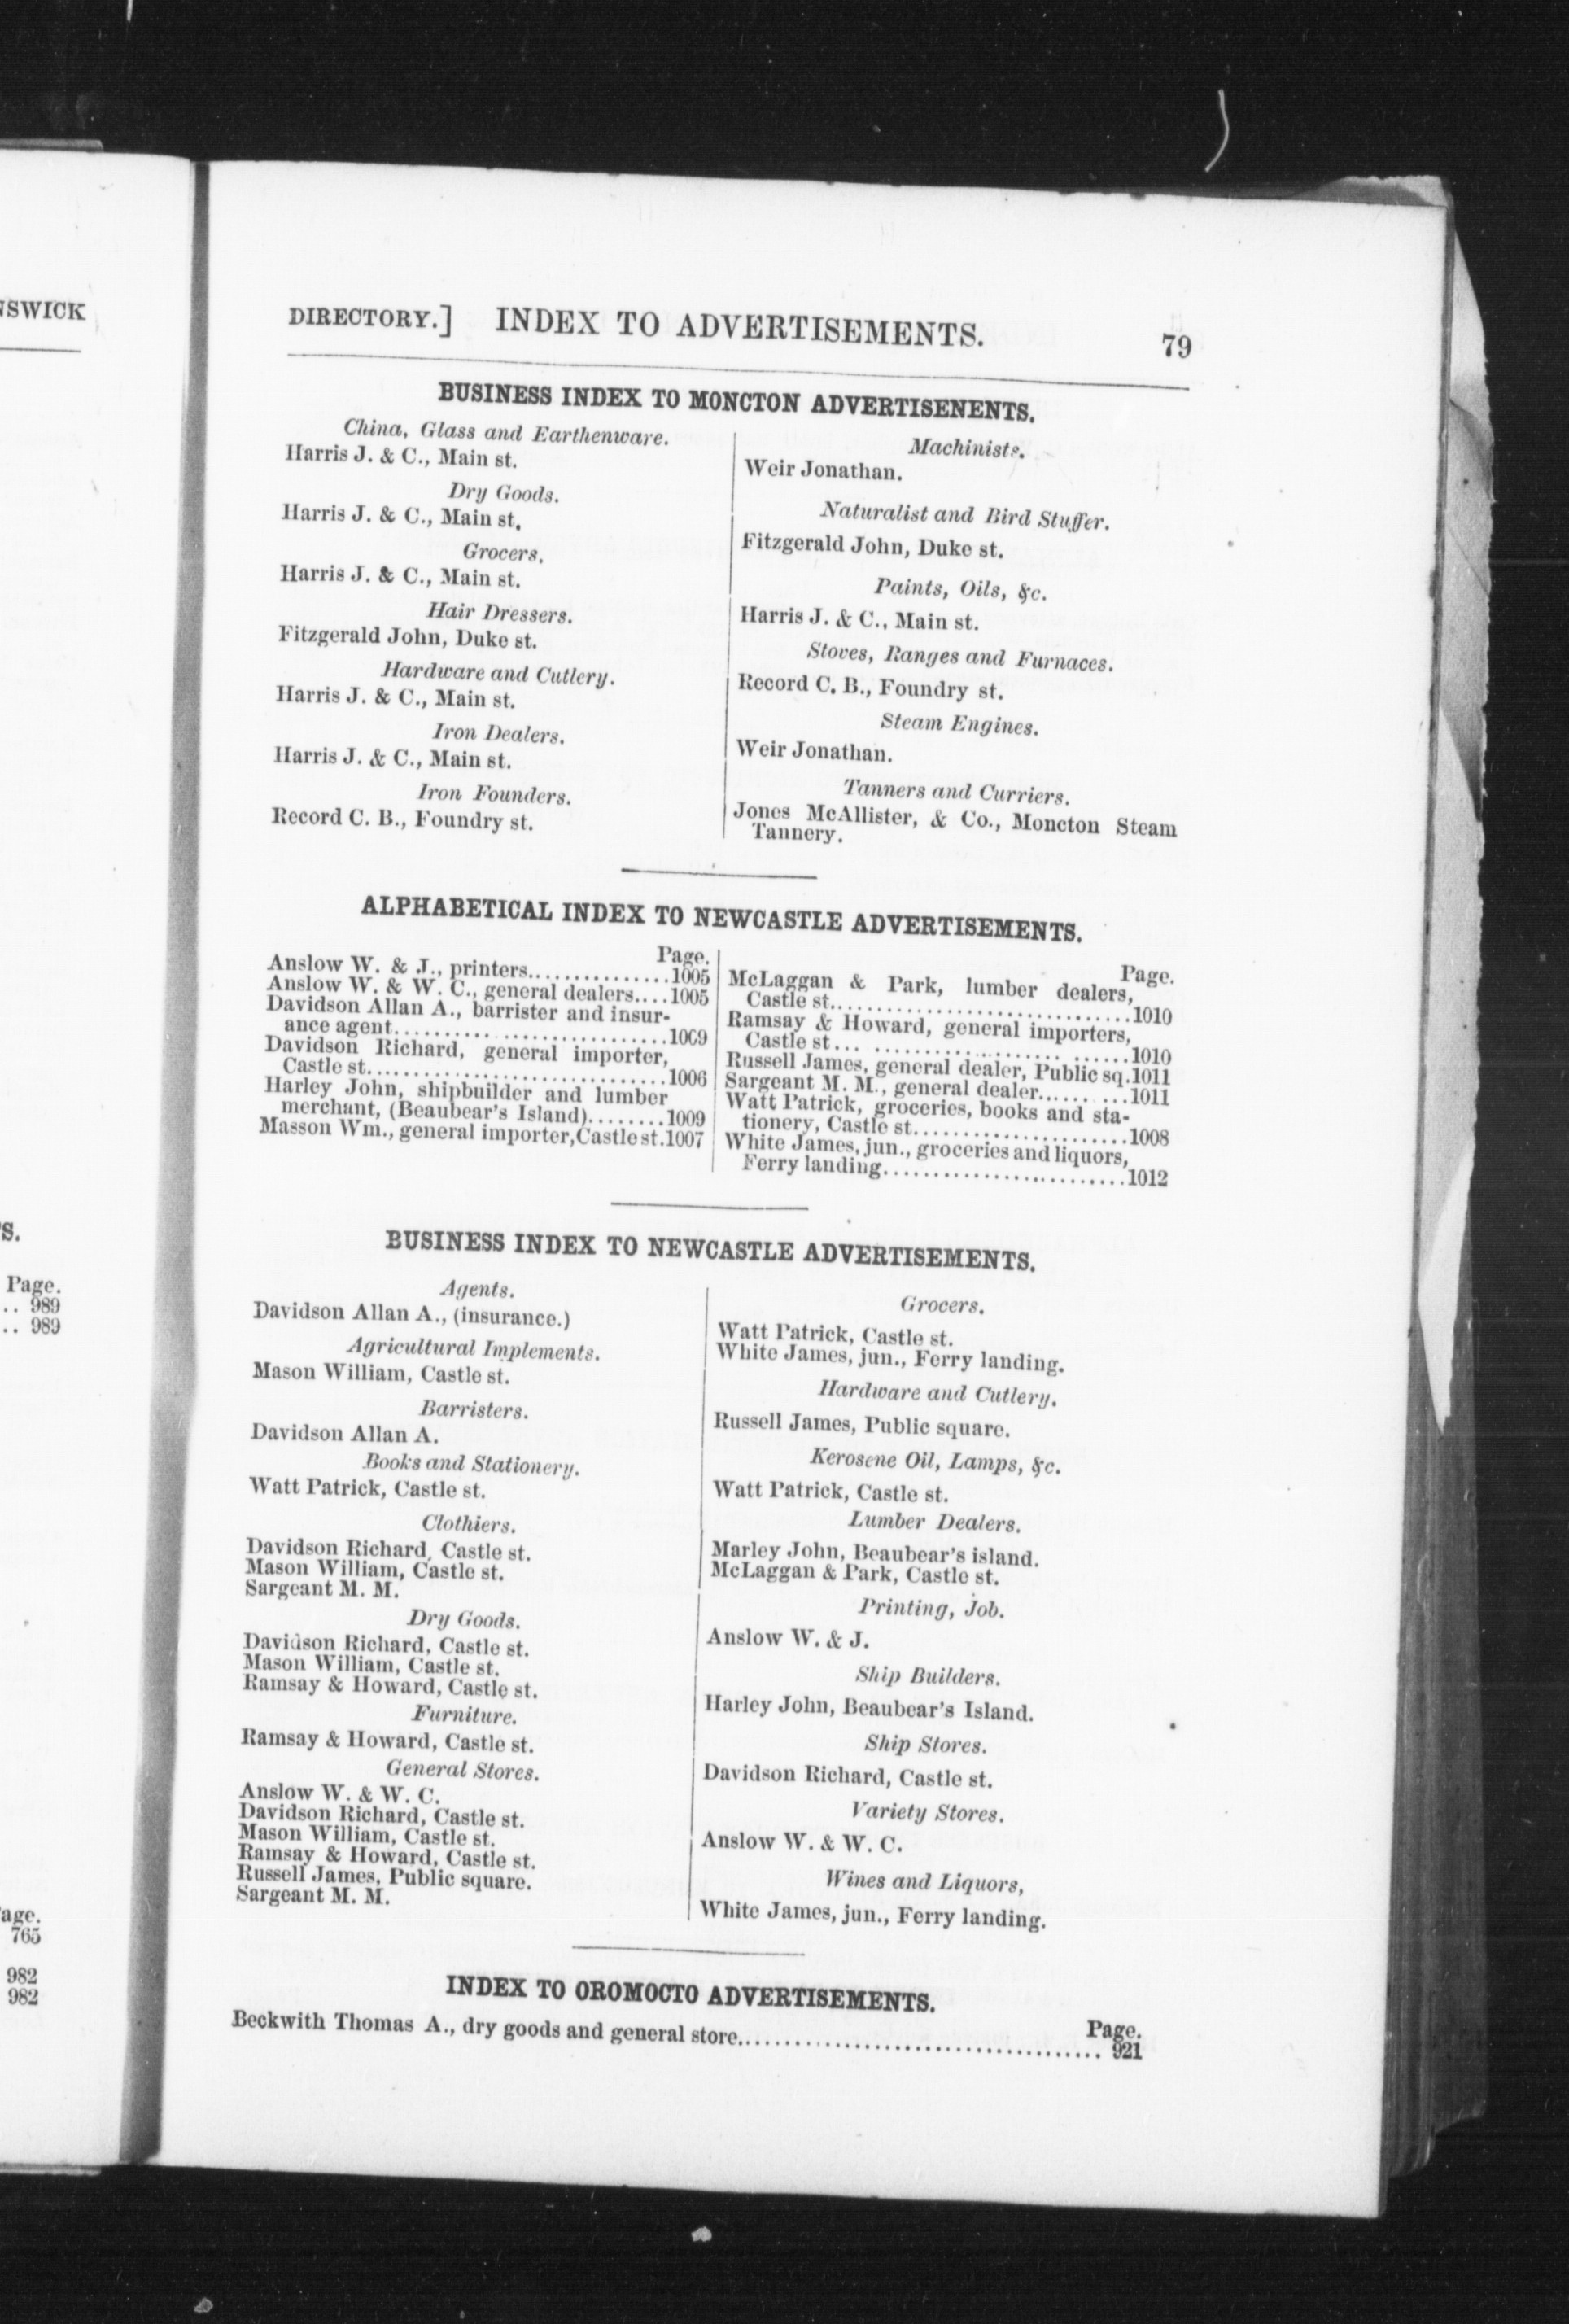 NSWICK
S.
Page.
.. 989
.. 989
age.
765
982
982
DIRECTORY.] INDEX TO ADVERTISEMENTS. 79
BUSINESS INDEX TO MONCTON ADVERTISENENTS.
China, Glass and Earthenware.
Harris J. & C., Main st.
Dry Goods.
Harris J. & C., Main st.
Grocers.
Harris J. & C., Main st.
Hair Dressers.
Fitzgerald John, Duke st.
Hardware and Cutlery.
Harris J. & C., Main st.
Iron Dealers.
Harris J. & C., Main st.
Iron Founders.
Record C. B., Foundry st.
Machinists.
Weir Jonathan.
Naturalist and Bird Stuffer.
Fitzgerald John, Duke st.
Paints, Oils, &c.
Harris J. & C., Main st.
Stoves, Ranges and Furnaces.
Record C. B., Foundry st.
Steam Engines.
Weir Jonathan.
Tanners and Curriers.
Jones McAllister, & Co., Moncton Steam
Tannery.
ALPHABETICAL INDEX TO NEWCASTLE ADVERTISEMENTS.
Page.
Anslow W. & J., printers...............1005
Anslow W. & W. C., general dealers....1005
Davidson Allan A., barrister and insur-
ance agent............................1009
Davidson Richard, general importer,
Castle st..............................1006
Harley John, shipbuilder and lumber
merchant, (Beaubear's Island)........1009
Masson Wm., general importer, Castle st.1007
Page.
McLaggan & Park, lumber dealers,
Castle st..............................1010
Ramsay & Howard, general importers,
Castle st... ........................ ......1010
Russell James, general dealer, Public sq.1011
Sargeant M. M., general dealer...... ...1011
Watt Patrick, groceries, books and sta-
tionery, Castle st......................1008
White James, jun., groceries and liquors,
Ferry landing..........................1012
BUSINESS INDEX TO NEWCASTLE ADVERTISEMENTS.
Agents.
Davidson Allan A., (insurance.)
Agricultural Implements.
Mason William, Castle st.
Barristers.
Davidson Allan A.
Books and Stationery.
Watt Patrick, Castle st.
Clothiers.
Davidson Richard, Castle st.
Mason William, Castle st.
Sargeant M. M.
Dry Goods.
Davidson Richard, Castle st.
Mason William, Castle st.
Ramsay & Howard, Castle st.
Furniture.
Ramsay & Howard, Castle st.
General Stores.
Anslow W. & W. C.
Davidson Richard, Castle st.
Mason William, Castle st.
Ramsay & Howard, Castle st.
Russell James, Public square.
Sargeant M. M.
Grocers.
Watt Patrick, Castle st.
White James, jun., Ferry landing.
Hardware and Cutlery.
Russell James, Public square.
Kerosene Oil, Lamps, &c.
Watt Patrick, Castle st.
Lumber Dealers.
Marley John, Beaubear's island.
McLaggan & Park, Castle st.
Printing, Job.
Anslow W. & J.
Ship Builders.
Harley John, Beaubear's Island.
Ship Stores.
Davidson Richard, Castle st.
Variety Stores.
Anslow W. & W. C.
Wines and Liquors,
White James, jun., Ferry landing.
INDEX TO OROMOCTO ADVERTISEMENTS.
Page.
Beckwith Thomas A., dry goods and general store.................................... 921